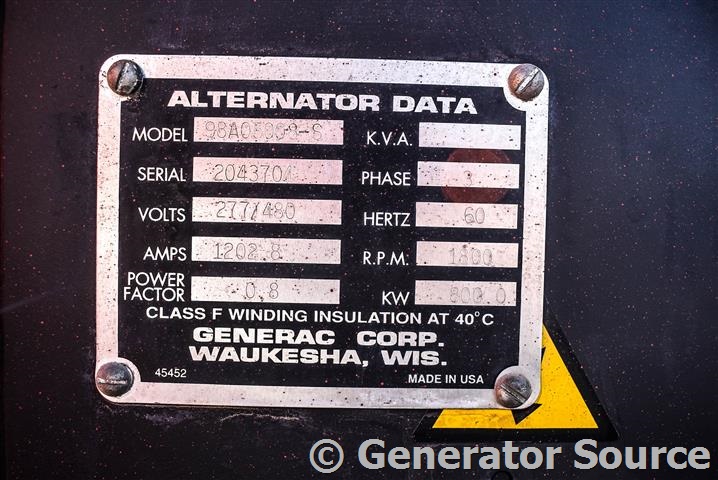 ALTERNATOR DATA
MODEL
K.V.A.
SERIAL 2043701
PHASE 3
VOLTS 277/480
HERTZ 60
AMPS 1202.8
R.P.M. 1800
POWER FACTOR 0.8
KW 800.0
CLASS F WINDING INSULATION AT 40°C
GENERAC CORP.
WAUKESHA, WIS.
45452
MADE IN USA
© Generator Source